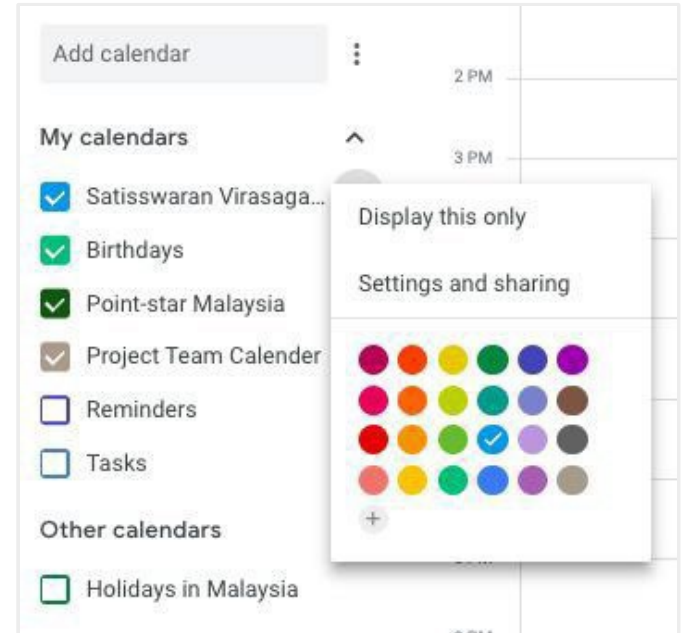 Add calendar
2 PM
My calendars
3 PM
Satisswaran Virasaga...
Display this only
Birthdays
Settings and sharing
Point-star Malaysia
Project Team Calender
Reminders
Tasks
Other calendars
Holidays in Malaysia